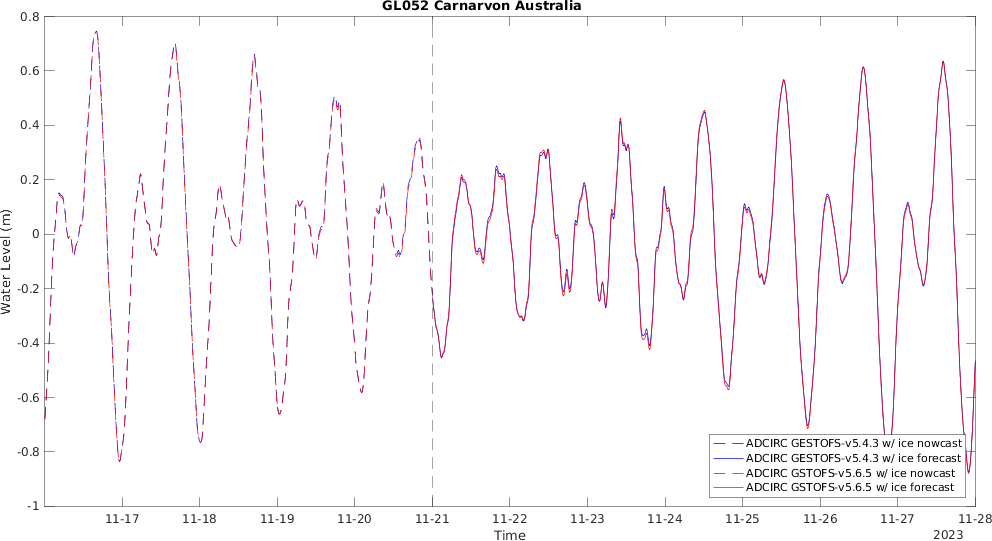 GL052 Carnarvon Australia
0.8
0.6
0.4
0.2
0
-0.2
-0.4
-0.6
-0.8
-1
Water Level (m)
ADCIRC GESTOFS-v5.4.3 w/ ice nowcast
ADCIRC GESTOFS-v5.4.3 w/ ice forecast
ADCIRC GSTOFS-v5.6.5 w/ ice nowcast
ADCIRC GSTOFS-v5.6.5 w/ ice forecast
11-17 11-18 11-19 11-20 11-21 11-22 11-23 11-24 11-25 11-26 11-27 11-28
Time
2023